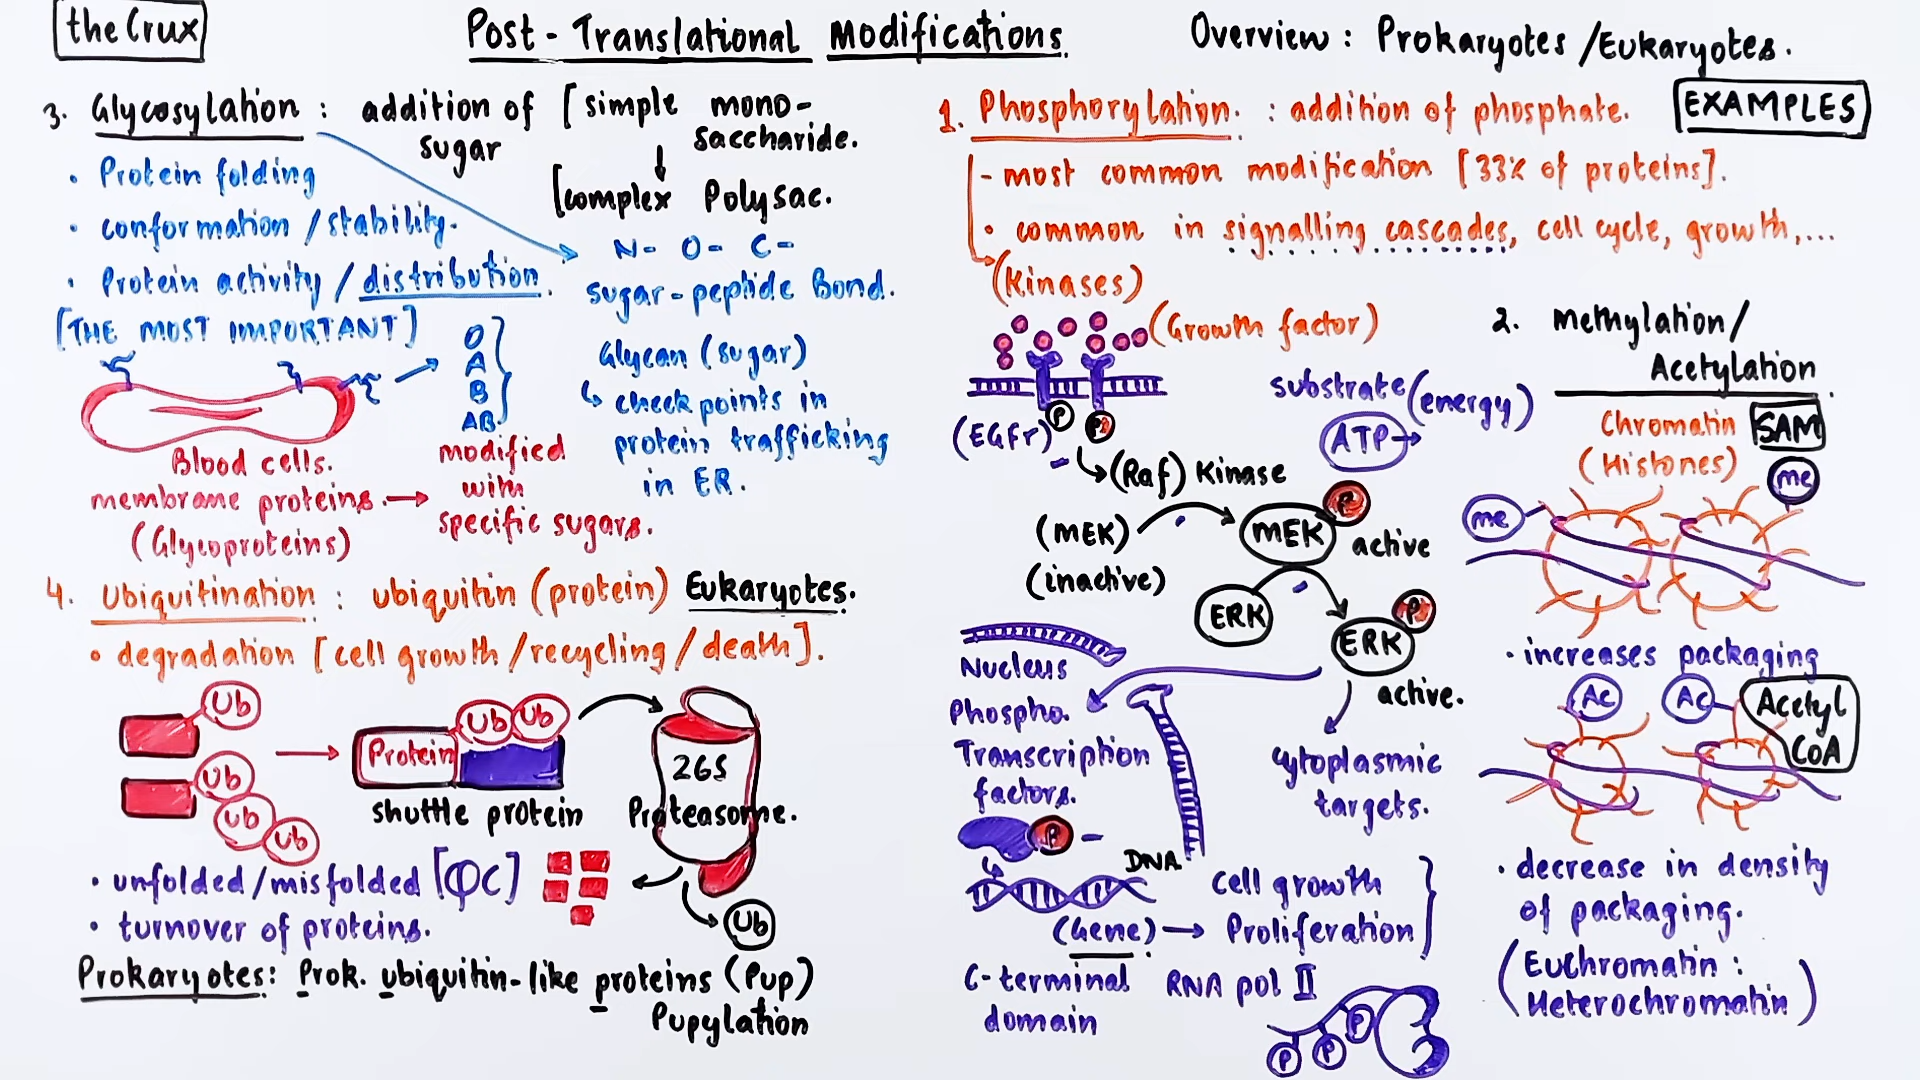 the Crux
Post-Translational Modifications
Overview: Prokaryotes/Eukaryotes.
3. Glycosylation : addition of [simple mono-
sugar
saccharide.
[complex Polysac.
• Protein folding
• conformation/stability.
• Protein activity/distribution.
[THE MOST IMPORTANT]
N- O- C-
sugar-peptide Bond.
O
A
B
AB
Glycan (sugar)
↳ check points in
protein trafficking
in ER.
Blood cells.
membrane proteins. → modified
with
specific sugars.
(Glycoproteins)
4. Ubiquitination : ubiquitin (protein) Eukaryotes.
• degradation [cell growth/recycling/death].
Ub
Ub
Ub
Ub
Protein
Ub
Ub
shuttle protein
26S
Proteasome.
Ub
• unfolded/misfolded [QC]
• turnover of proteins.
Prokaryotes: Prok. ubiquitin-like proteins (Pup)
Pupylation
EXAMPLES
1. Phosphorylation. : addition of phosphate.
- most common modification [33% of proteins].
• common in signalling cascades, cell cycle, growth,...
(Kinases)
(Growth factor)
(EGFr)
P
P
substrate (energy)
ATP
(Raf) Kinase
(MEK)
(inactive)
MEK
P
active
ERK
ERK
P
active.
Nucleus
Phospho.
Transcription
factors.
P
DNA
cytoplasmic
targets.
(Gene) → cell growth
Proliferation
C-terminal RNA pol II
domain
P
P
P
2. Methylation/
Acetylation
Chromatin
(Histones)
SAM
me
me
• increases packaging
Ac
Ac
Acetyl
CoA
• decrease in density
of packaging.
(Euchromatin :
Heterochromatin)